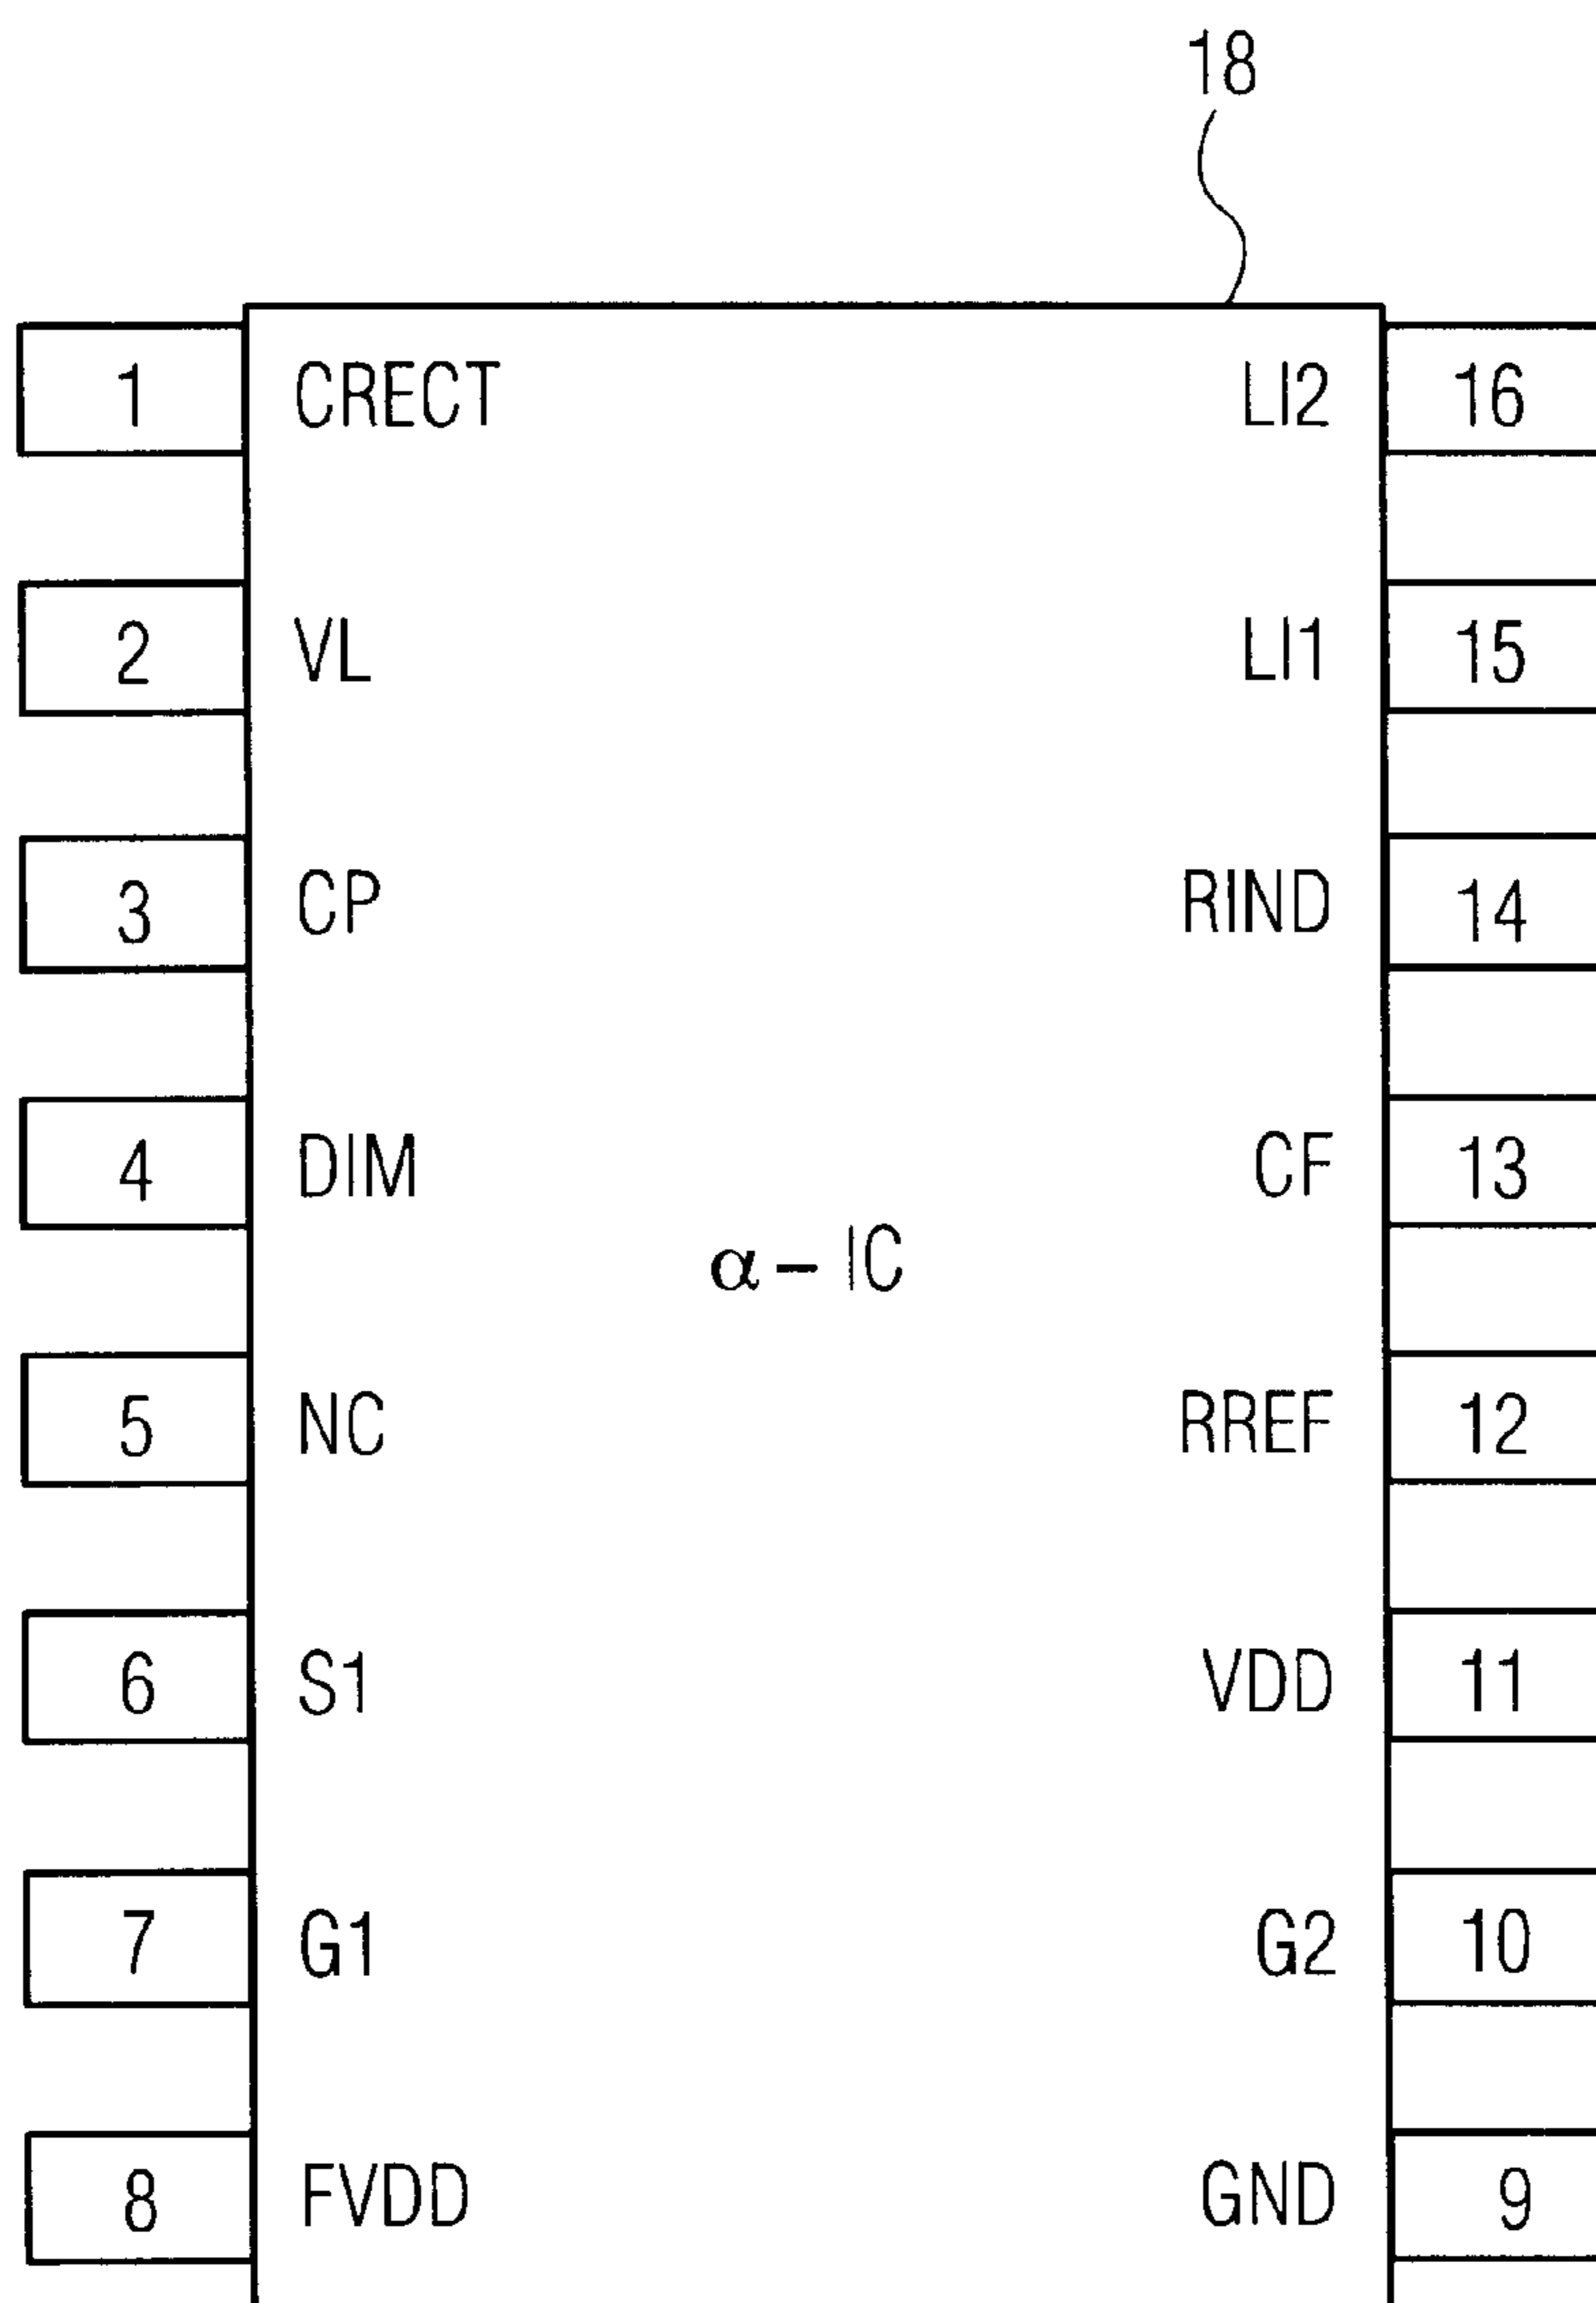 18
1 CRECT LI2 16
2 VL LI1 15
3 CP RIND 14
4 DIM CF 13
α – IC
5 NC RREF 12
6 S1 VDD 11
7 G1 G2 10
8 FVDD GND 9